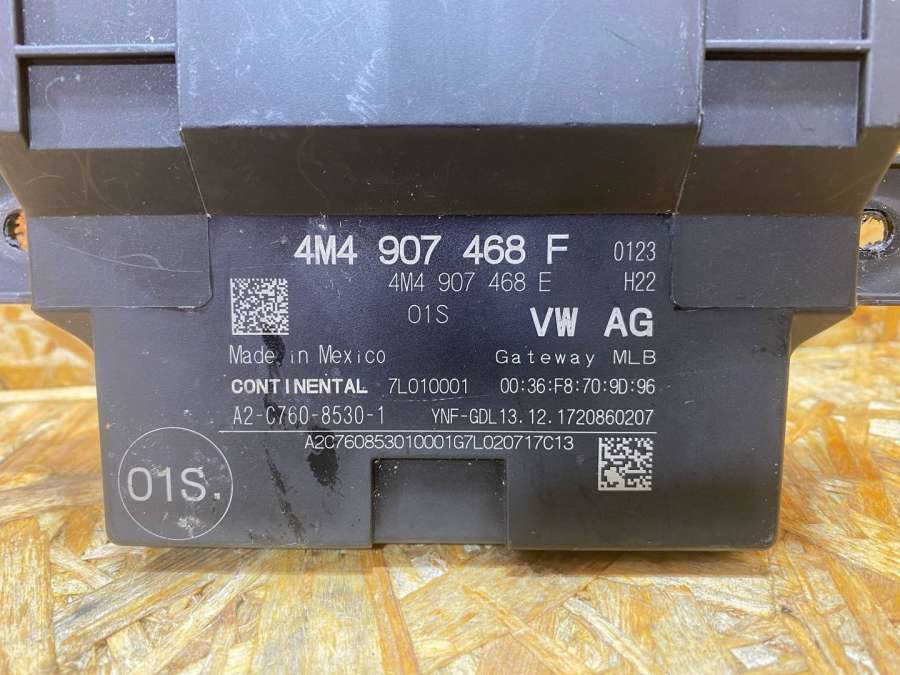 4M4 907 468 F 0123
4M4 907 468 E H22
01S VW AG
Made in Mexico Gateway MLB
CONTINENTAL 7L010001 00:36:F8:70:9D:96
A2-C760-8530-1 YNF-GDL13.12.1720860207
A2C760853010001G7L020717C13
01S.